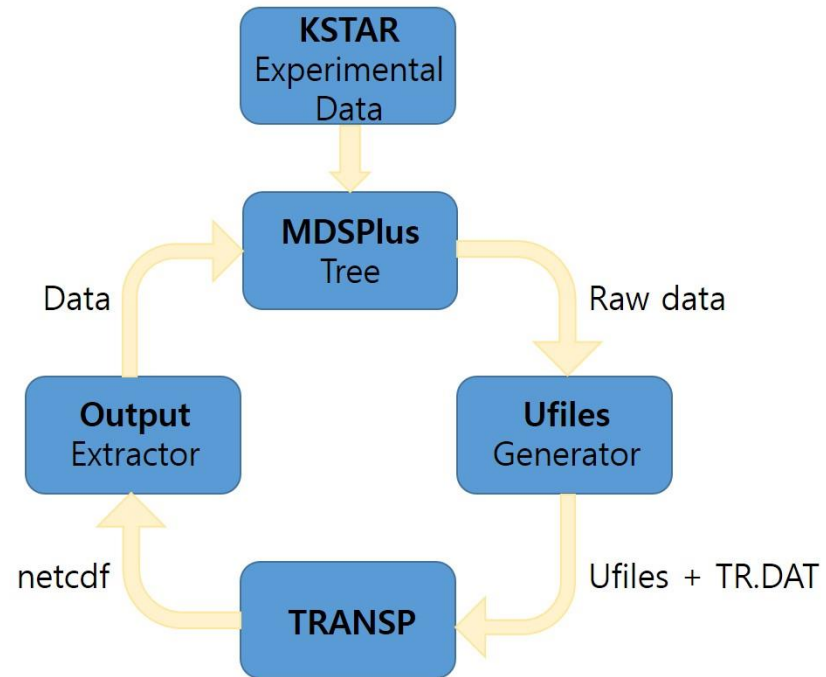 KSTAR
Experimental
Data
MDSPlus
Tree
Data
Raw data
Output
Extractor
Ufiles
Generator
netcdf
Ufiles + TR.DAT
TRANSP